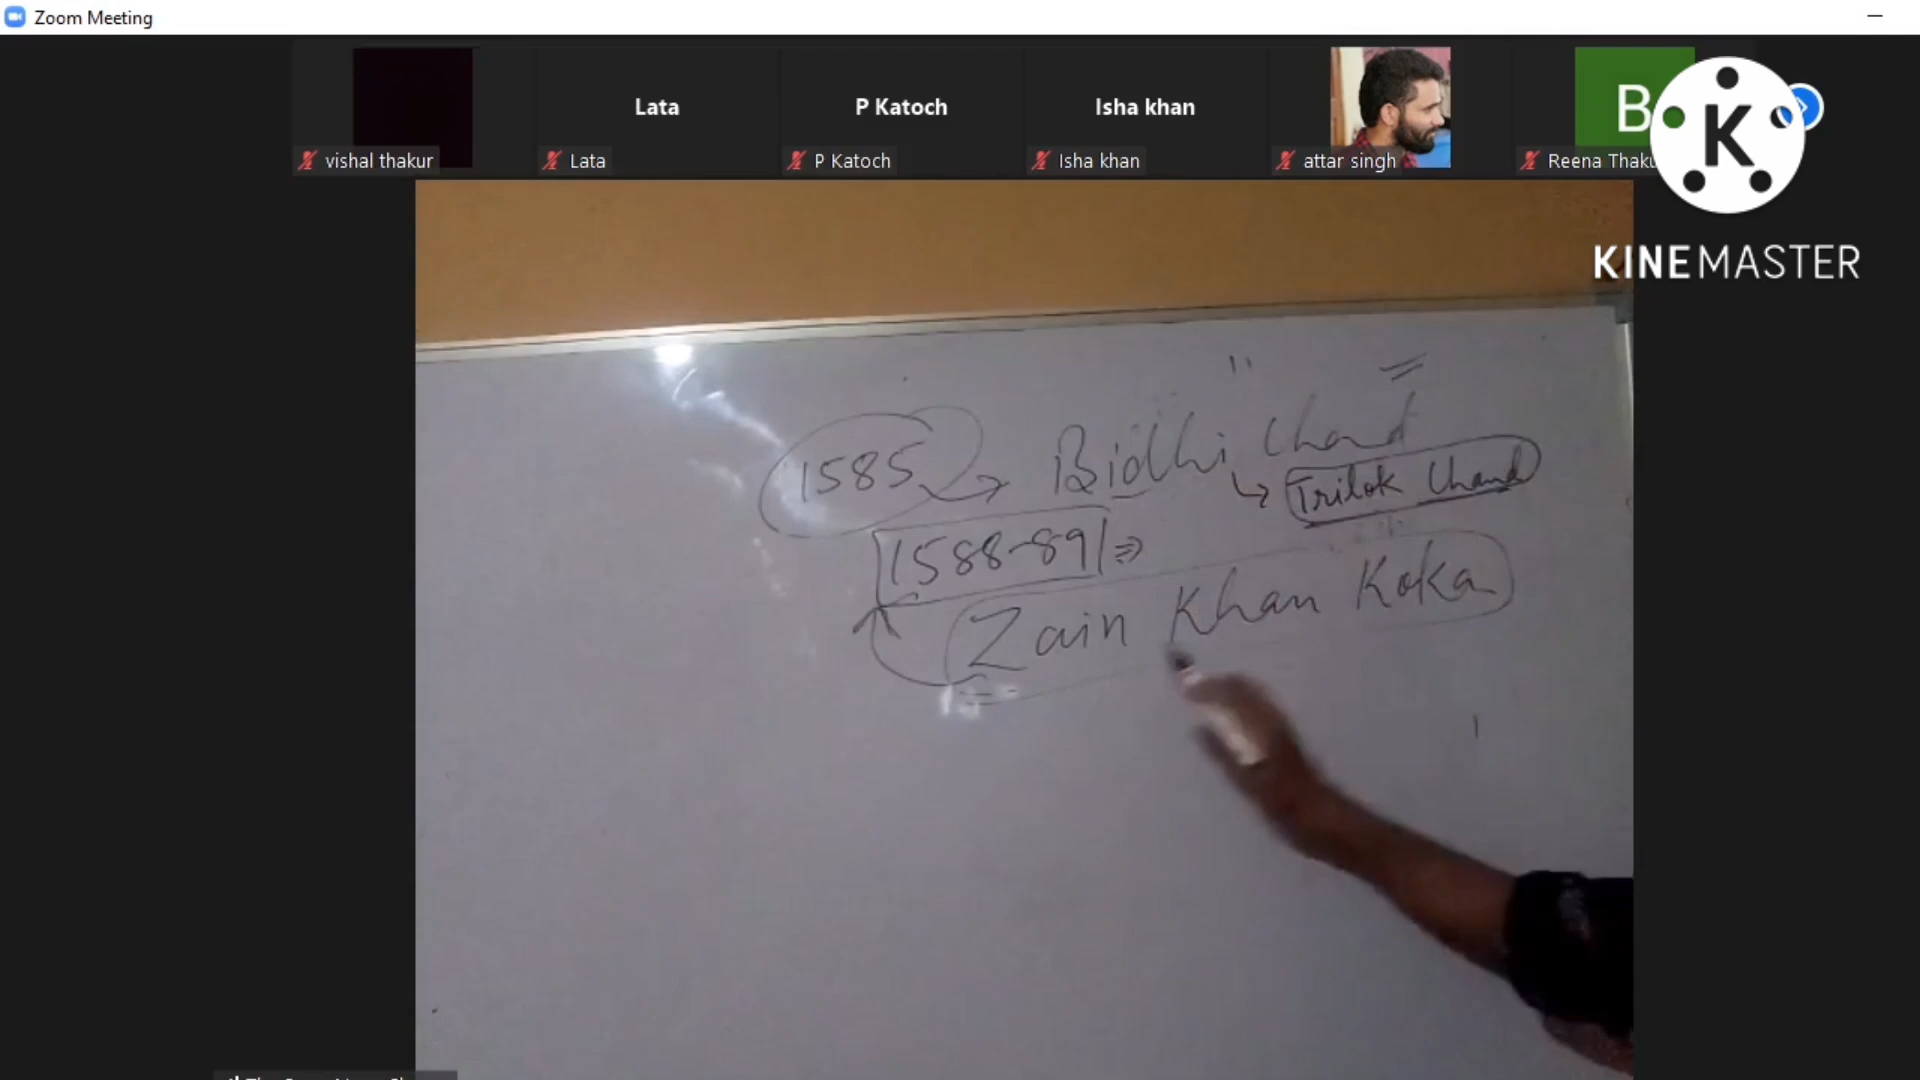 Zoom Meeting
Lata
P Katoch
Isha khan
B
vishal thakur
Lata
P Katoch
Isha khan
attar singh
Reena Thaku
K
KINEMASTER
1585 → Bidhi Chand
↳ Trilok Chand
1588-89 ⇒
Zain Khan Koka